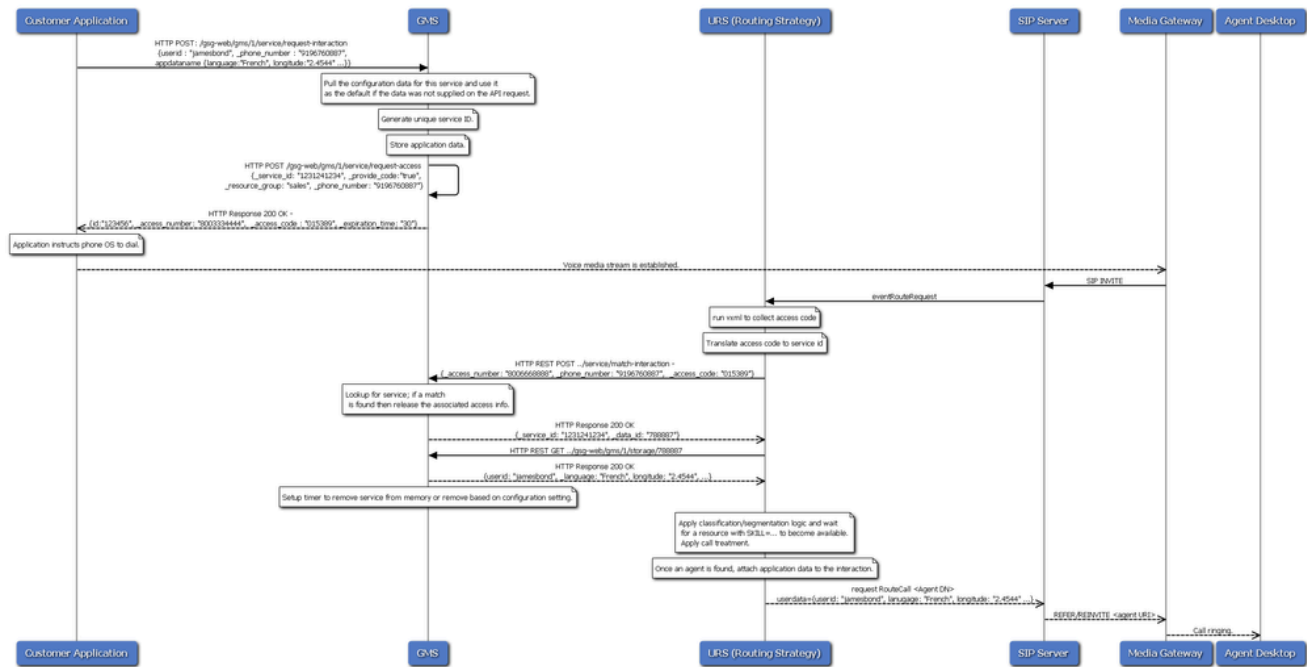 Customer Application
GMS
URS (Routing Strategy)
SIP Server
Media Gateway
Agent Desktop
HTTP POST: /gsg-web/gms/1/service/request-interaction
{userid : "jamesbond", _phone_number : "9196760887",
appdataname {language:"French", longitude:"2.4544" ...}}
Pull the configuration data for this service and use it
as the default if the data was not supplied on the API request.
Generate unique service ID.
Store application data.
HTTP POST /gsg-web/gms/1/service/request-access
{_service_id: "1231241234", _provide_code:"true",
_resource_group: "sales", _phone_number: "9196760887"}
HTTP Response 200 OK -
{id:"123456", _access_number: "8003334444", _access_code : "015389", _expiration_time: "30"}
Application instructs phone OS to dial.
Voice media stream is established.
SIP INVITE
eventRouteRequest
run vxml to collect access code
Translate access code to service id
HTTP REST POST .../service/match-interaction -
{_access_number: "8006668888", _phone_number: "9196760887", _access_code: "015389"}
Lookup for service; if a match
is found then release the associated access info.
HTTP Response 200 OK
{_service_id: "1231241234", _data_id: "788887"}
HTTP REST GET .../gsg-web/gms/1/storage/788887
HTTP Response 200 OK
{userid: "jamesbond", _language: "French", longitude: "2.4544", ...}
Setup timer to remove service from memory or remove based on configuration setting.
Apply classification/segmentation logic and wait
for a resource with SKILL=... to become available.
Apply call treatment.
Once an agent is found, attach application data to the interaction.
request RouteCall <Agent DN>
userdata={userid: "jamesbond", lanugage: "French", longitude: "2.4544" ...}
REFER/REINVITE <agent URI>
Call ringing.
Customer Application
GMS
URS (Routing Strategy)
SIP Server
Media Gateway
Agent Desktop